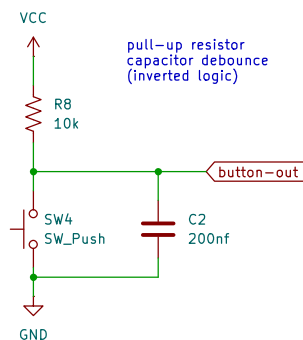 VCC
pull-up resistor
capacitor debounce
(inverted logic)
R8
10k
button-out
SW4
SW_Push
C2
200nf
GND